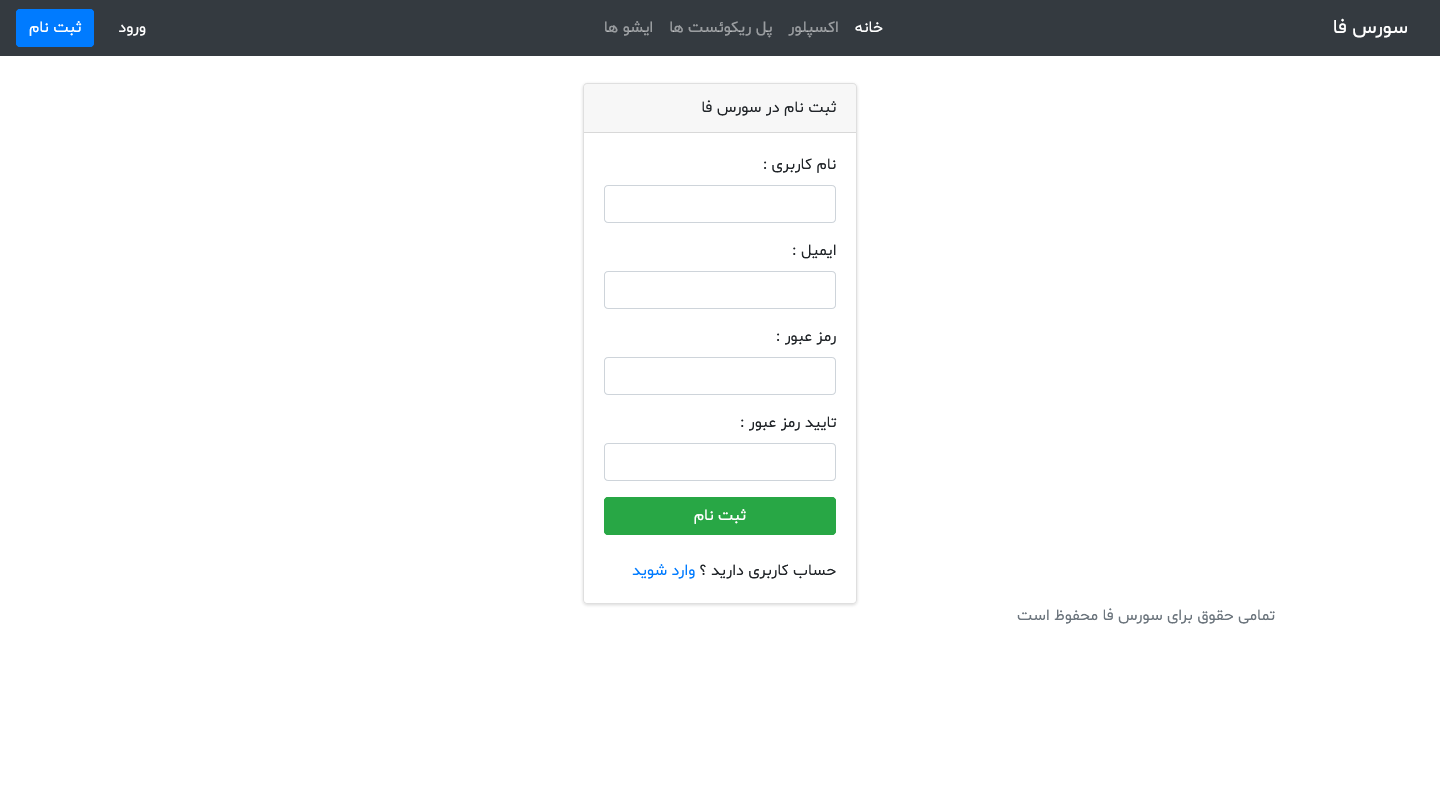 سورس فا
خانه
اکسپلور
پل ریکوئست ها
ایشو ها
ورود
ثبت نام
ثبت نام در سورس فا
نام کاربری :
ایمیل :
رمز عبور :
تایید رمز عبور :
ثبت نام
حساب کاربری دارید ؟ وارد شوید
تمامی حقوق برای سورس فا محفوظ است